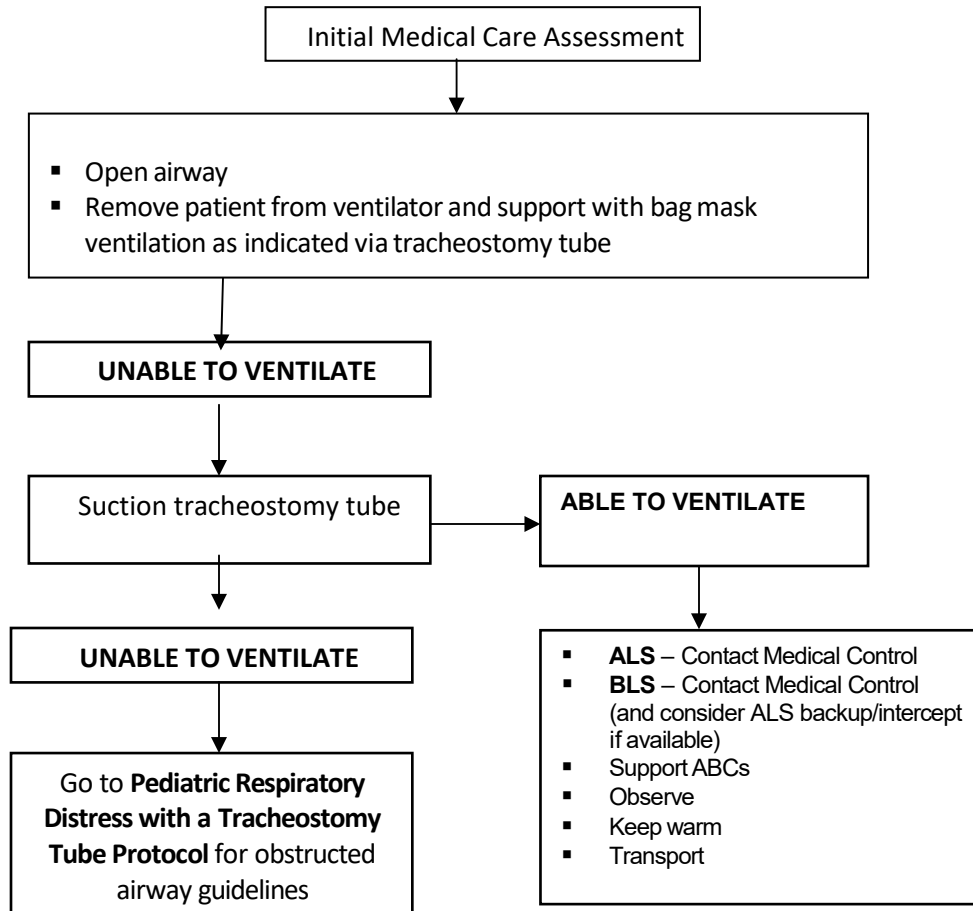 Initial Medical Care Assessment
▪ Open airway
▪ Remove patient from ventilator and support with bag mask
ventilation as indicated via tracheostomy tube
UNABLE TO VENTILATE
Suction tracheostomy tube
ABLE TO VENTILATE
UNABLE TO VENTILATE
▪ ALS – Contact Medical Control
▪ BLS – Contact Medical Control
(and consider ALS backup/intercept
if available)
▪ Support ABCs
▪ Observe
▪ Keep warm
▪ Transport
Go to Pediatric Respiratory
Distress with a Tracheostomy
Tube Protocol for obstructed
airway guidelines